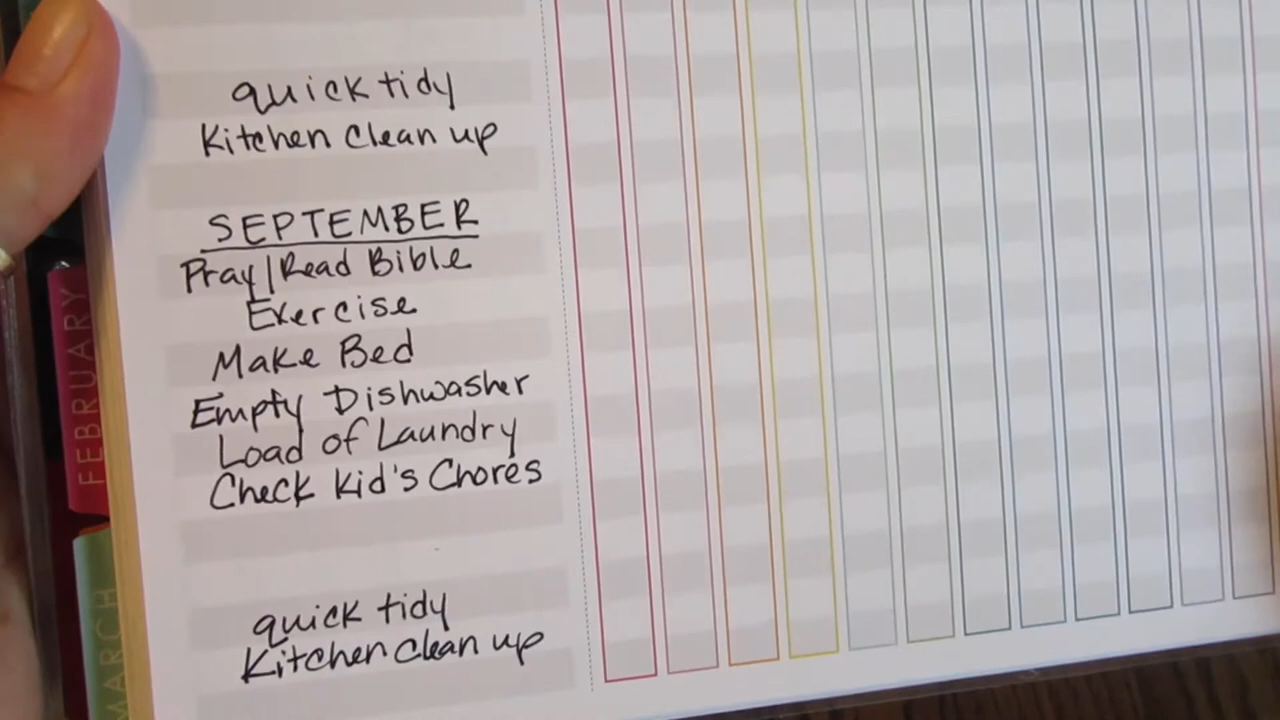 quick tidy
Kitchen Clean up
SEPTEMBER
Pray/Read Bible
Exercise
Make Bed
Empty Dishwasher
Load of Laundry
Check Kid's Chores
quick tidy
Kitchen clean up
FEBRUARY
MARCH